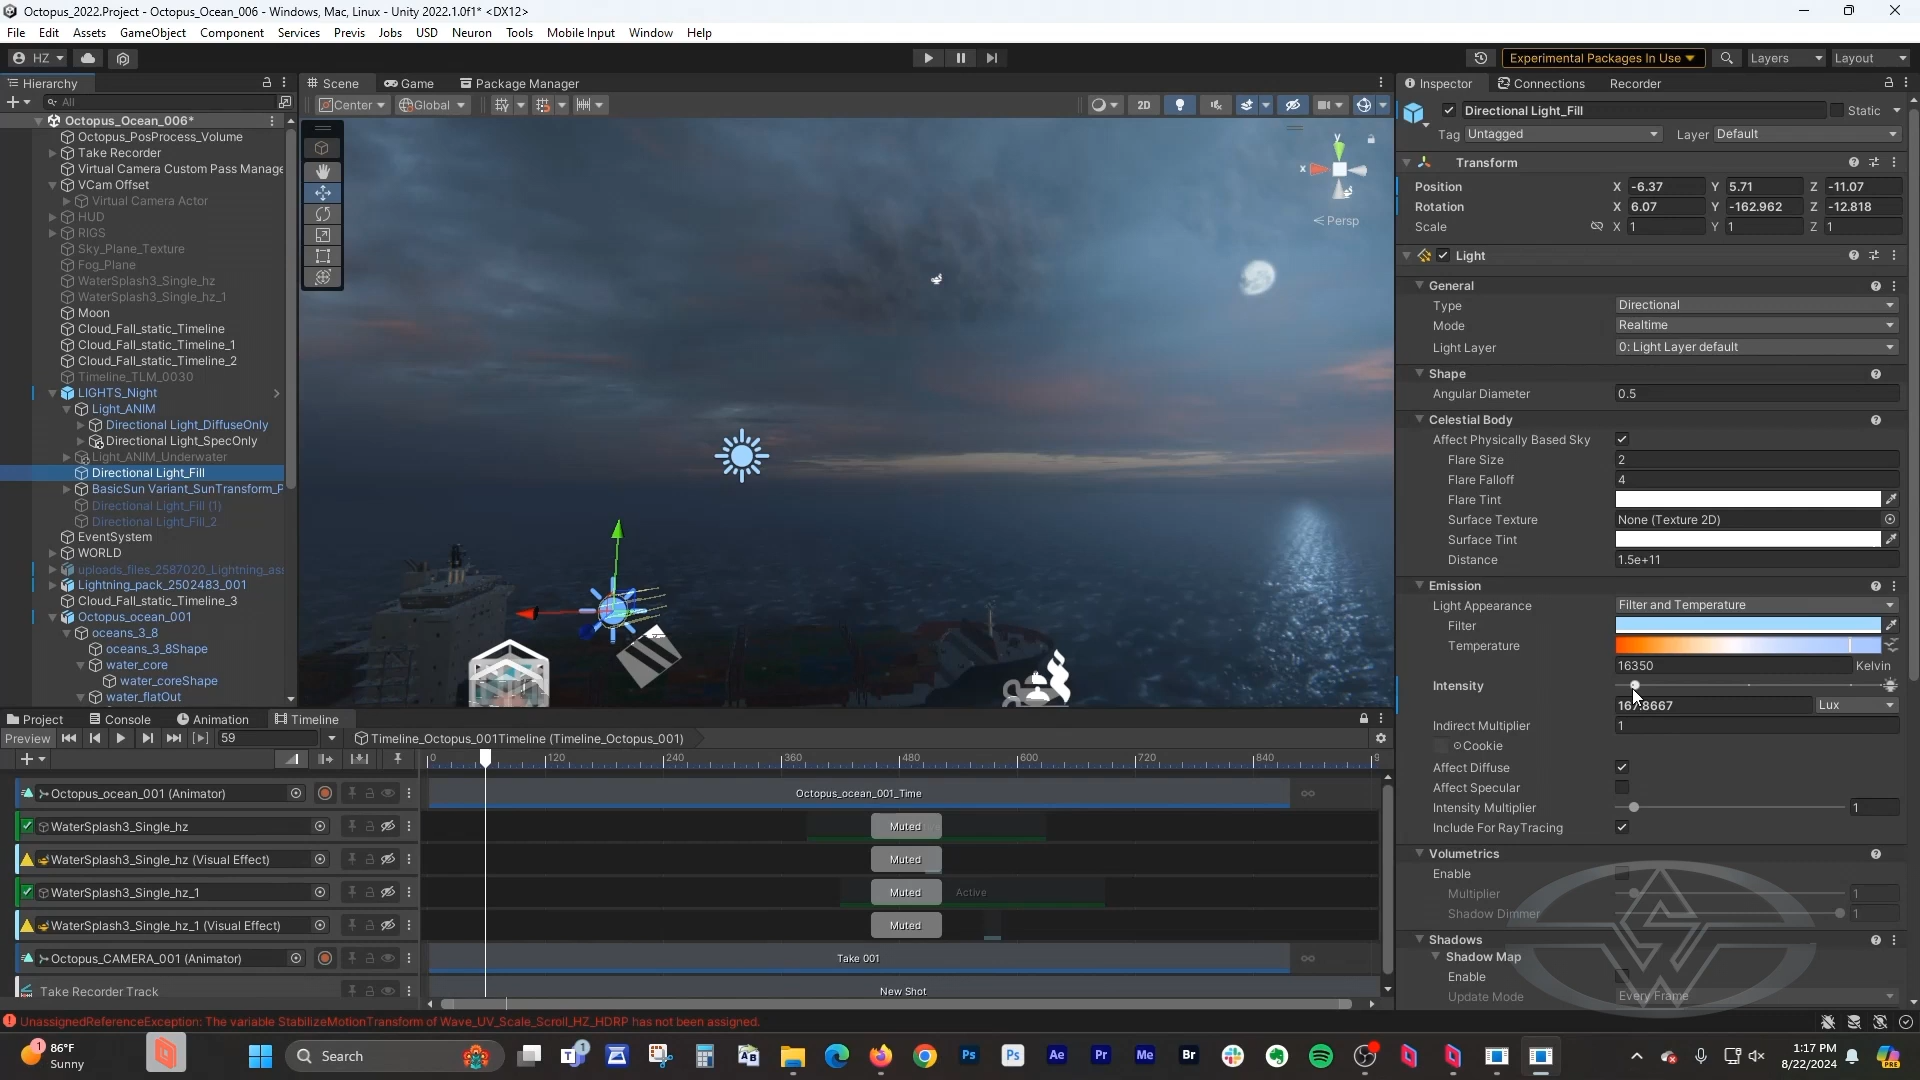 Octopus_2022.Project - Octopus_Ocean_006 - Windows, Mac, Linux - Unity 2022.1.0f1* <DX12>
File Edit Assets GameObject Component Services Previs Jobs USD Neuron Tools Mobile Input Window Help
HZ Experimental Packages In Use Layers Layout
Hierarchy Scene Game Package Manager Inspector Connections Recorder
All Center Global 2D
Directional Light_Fill Static
Tag Untagged Layer Default
Octopus_Ocean_006*
Octopus_PosProcess_Volume
Take Recorder
Virtual Camera Custom Pass Manage
VCam Offset
Virtual Camera Actor
HUD
RIGS
Sky_Plane_Texture
Fog_Plane
WaterSplash3_Single_hz
WaterSplash3_Single_hz_1
Moon
Cloud_Fall_static_Timeline
Cloud_Fall_static_Timeline_1
Cloud_Fall_static_Timeline_2
Timeline_TLM_0030
LIGHTS_Night
Light_ANIM
Directional Light_DiffuseOnly
Directional Light_SpecOnly
Light_ANIM_Underwater
Directional Light_Fill
BasicSun Variant_SunTransform_P
Directional Light_Fill (1)
Directional Light_Fill_2
EventSystem
WORLD
uploads_files_2587020_Lightning_as
Lightning_pack_2502483_001
Cloud_Fall_static_Timeline_3
Octopus_ocean_001
oceans_3_8
oceans_3_8Shape
water_core
water_coreShape
water_flatOut
y
x
Persp
Transform
Position X -6.37 Y 5.71 Z -11.07
Rotation X 6.07 Y -162.962 Z -12.818
Scale X 1 Y 1 Z 1
Light
General
Type Directional
Mode Realtime
Light Layer 0: Light Layer default
Shape
Angular Diameter 0.5
Celestial Body
Affect Physically Based Sky
Flare Size 2
Flare Falloff 4
Flare Tint
Surface Texture None (Texture 2D)
Surface Tint
Distance 1.5e+11
Emission
Light Appearance Filter and Temperature
Filter
Temperature
16350 Kelvin
Intensity
Lux
Indirect Multiplier 1
Cookie
Affect Diffuse
Affect Specular
Intensity Multiplier 1
Include For RayTracing
Volumetrics
Enable
Multiplier 1
Shadow Dimmer 1
Shadows
Shadow Map
Enable
Update Mode Every Frame
Project Console Animation Timeline
Preview 59 Timeline_Octopus_001Timeline (Timeline_Octopus_001)
0 120 240 360 480 600 720 840 9
Octopus_ocean_001 (Animator) Octopus_ocean_001_Time
WaterSplash3_Single_hz Muted
WaterSplash3_Single_hz (Visual Effect) Muted
WaterSplash3_Single_hz_1 Muted Active
WaterSplash3_Single_hz_1 (Visual Effect) Muted
Octopus_CAMERA_001 (Animator) Take 001
Take Recorder Track New Shot
UnassignedReferenceException: The variable StabilizeMotionTransform of Wave_UV_Scale_Scroll_HZ_HDRP has not been assigned.
1 86°F
Sunny
Search
1
Ps Ps Ae Pr Me Br
1:17 PM
8/22/2024